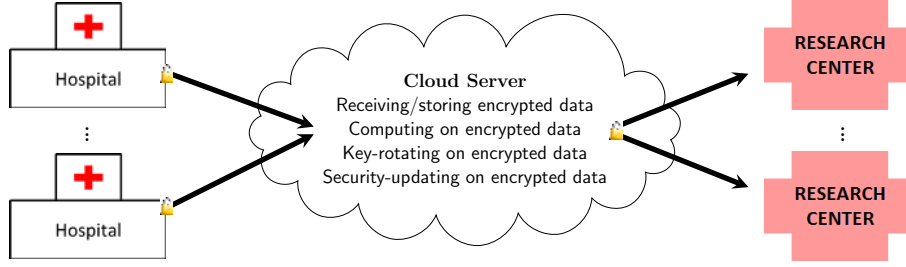 Hospital
⋮
Hospital
Cloud Server
Receiving/storing encrypted data
Computing on encrypted data
Key-rotating on encrypted data
Security-updating on encrypted data
RESEARCH
CENTER
⋮
RESEARCH
CENTER